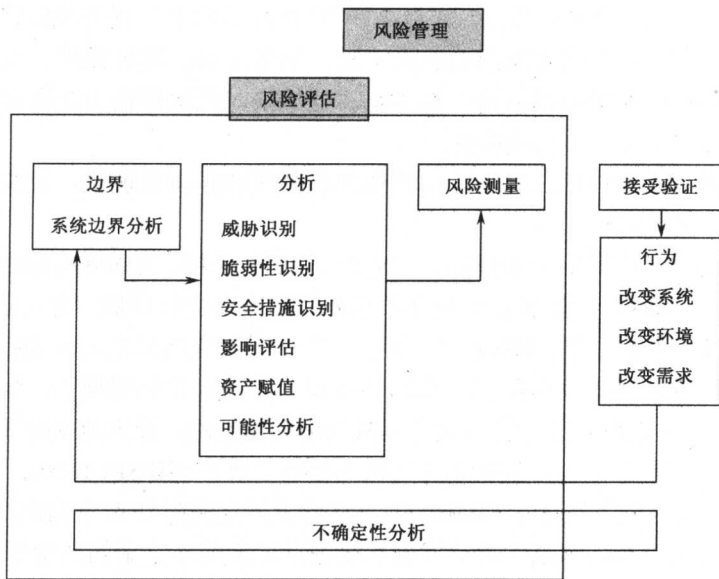 风险管理
风险评估
边界
系统边界分析
分析
威胁识别
脆弱性识别
安全措施识别
影响评估
资产赋值
可能性分析
风险测量
接受验证
行为
改变系统
改变环境
改变需求
不确定性分析